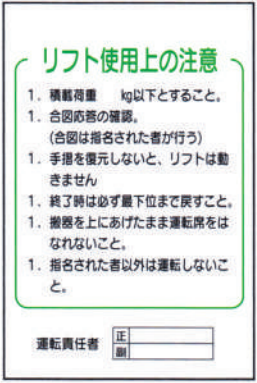 リフト使用上の注意
1. 積載荷重　　kg以下とすること。
1. 合図応答の確認。
(合図は指名された者が行う)
1. 手摺を復元しないと、リフトは動
きません
1. 終了時は必ず最下位まで戻すこと。
1. 搬器を上にあげたまま運転席をは
なれないこと。
1. 指名された者以外は運転しないこ
と。
運転責任者 正
副